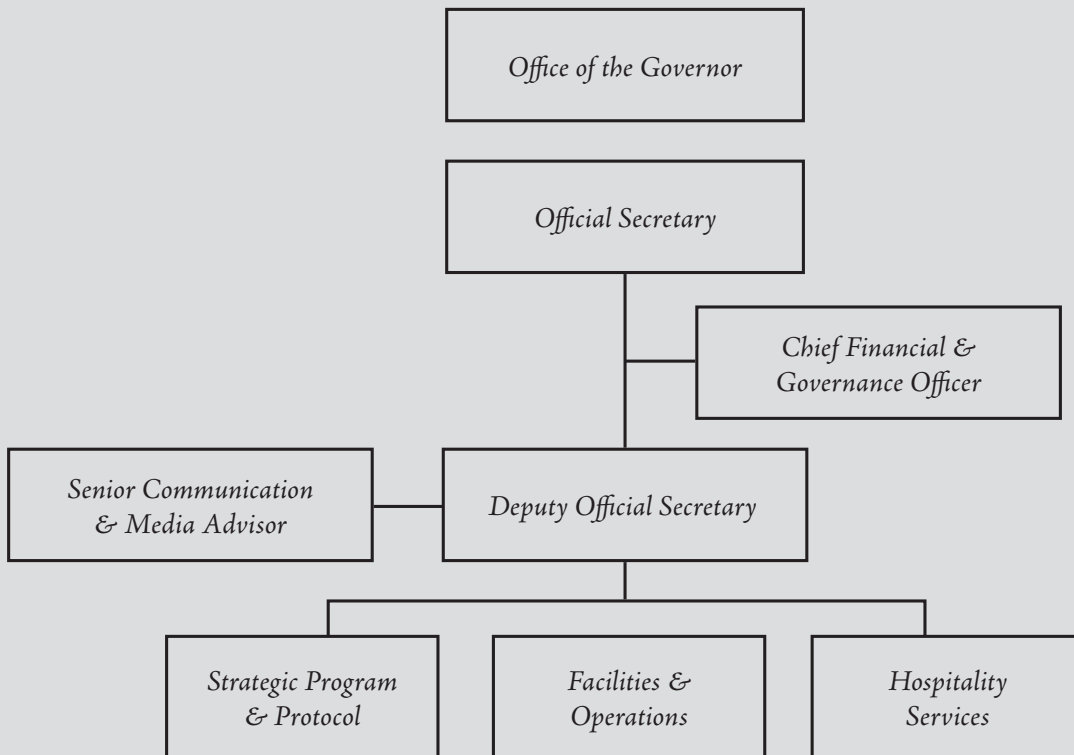 Office of the Governor
Official Secretary
Chief Financial &
Governance Officer
Senior Communication
& Media Advisor
Deputy Official Secretary
Strategic Program
& Protocol
Facilities &
Operations
Hospitality
Services